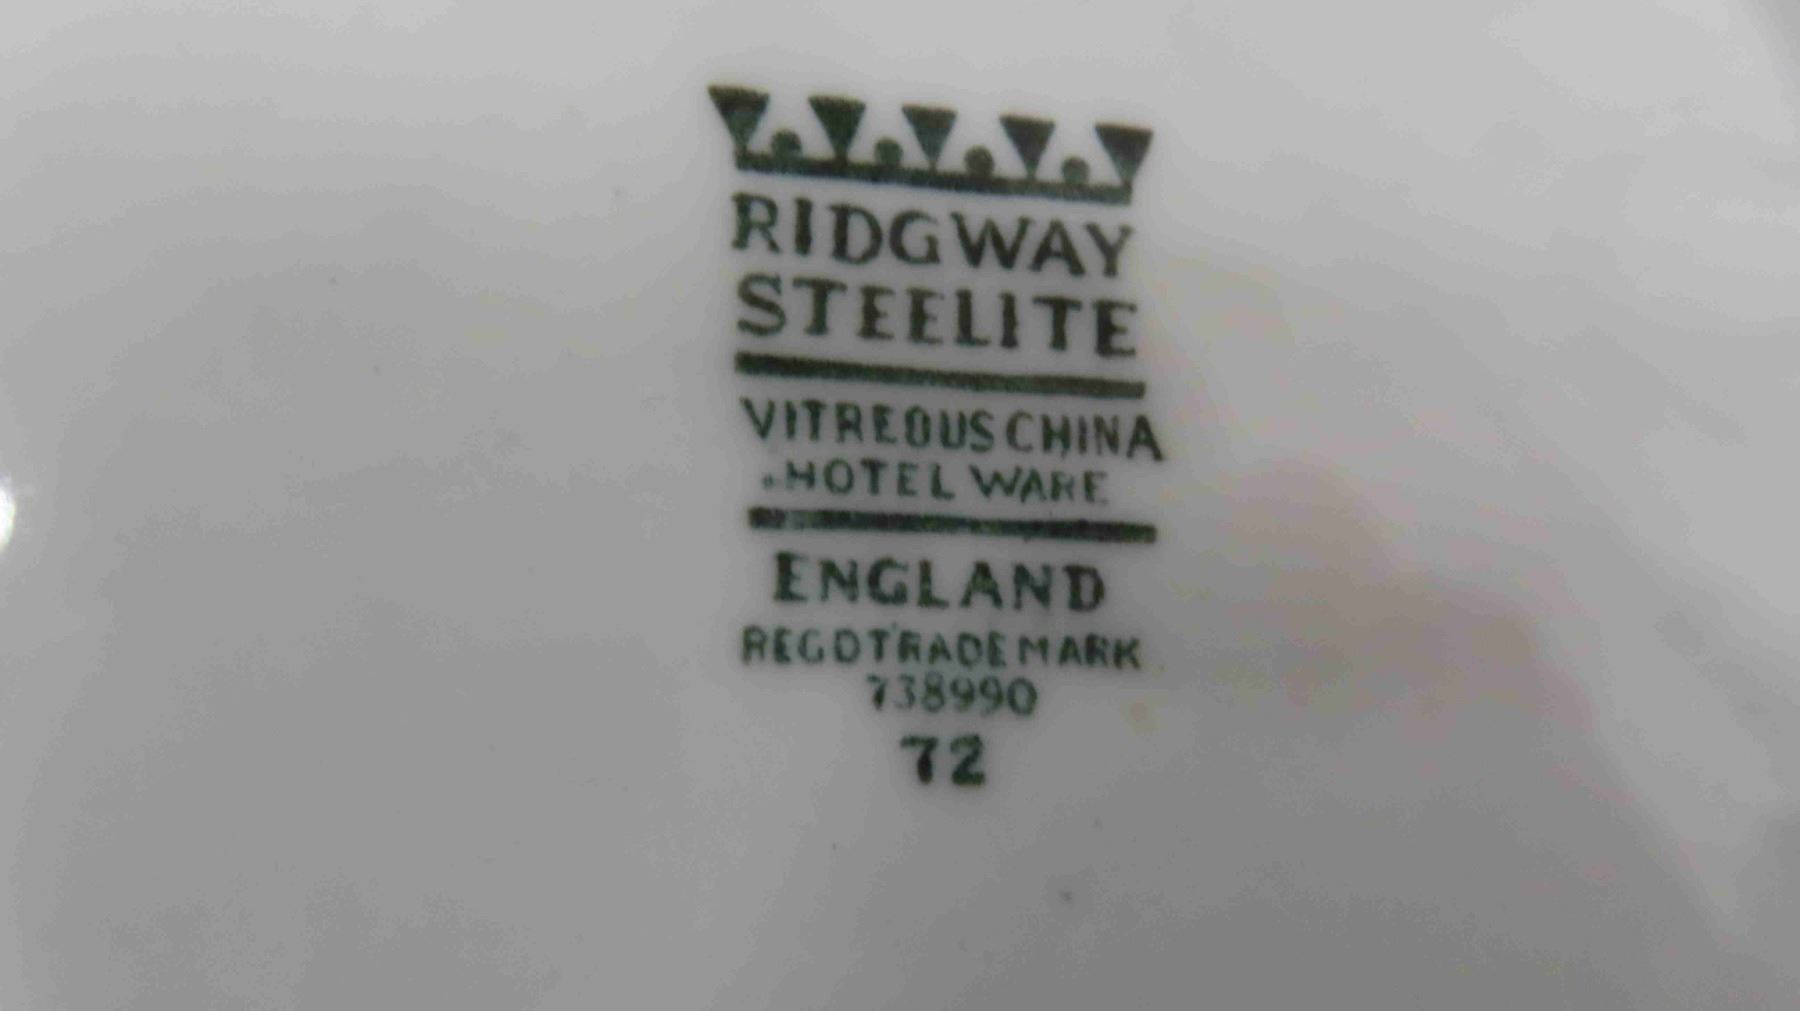 RIDGWAY
STEELITE
VITREOUS CHINA
HOTEL WARE
ENGLAND
REGD TRADE MARK
738990
72